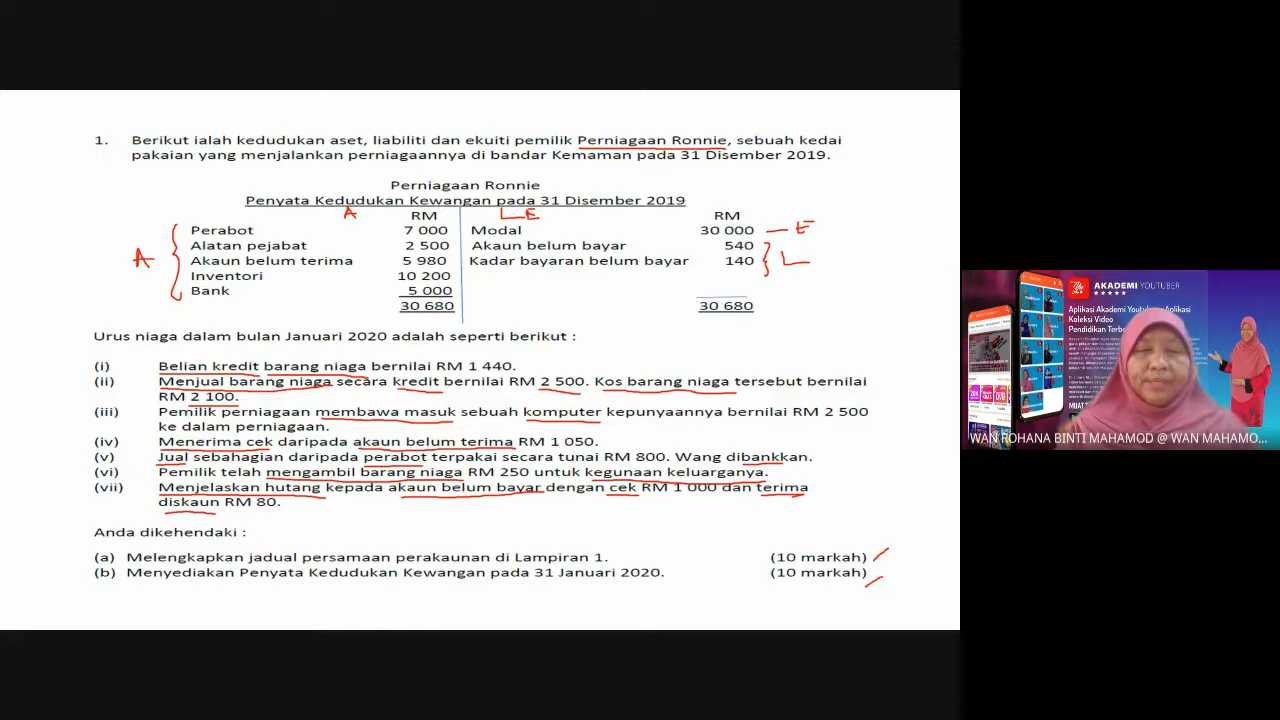 1. Berikut ialah kedudukan aset, liabiliti dan ekuiti pemilik Perniagaan Ronnie, sebuah kedai
pakaian yang menjalankan perniagaannya di bandar Kemaman pada 31 Disember 2019.
Perniagaan Ronnie
Penyata Kedudukan Kewangan pada 31 Disember 2019
A L E
RM RM
Perabot 7 000 Modal 30 000 — E
Alatan pejabat 2 500 Akaun belum bayar 540
A Akaun belum terima 5 980 Kadar bayaran belum bayar 140 L
Inventori 10 200
Bank 5 000
30 680 30 680
Urus niaga dalam bulan Januari 2020 adalah seperti berikut :
(i) Belian kredit barang niaga bernilai RM 1 440.
(ii) Menjual barang niaga secara kredit bernilai RM 2 500. Kos barang niaga tersebut bernilai
RM 2 100.
(iii) Pemilik perniagaan membawa masuk sebuah komputer kepunyaannya bernilai RM 2 500
ke dalam perniagaan.
(iv) Menerima cek daripada akaun belum terima RM 1 050.
(v) Jual sebahagian daripada perabot terpakai secara tunai RM 800. Wang dibankkan.
(vi) Pemilik telah mengambil barang niaga RM 250 untuk kegunaan keluarganya.
(vii) Menjelaskan hutang kepada akaun belum bayar dengan cek RM 1 000 dan terima
diskaun RM 80.
Anda dikehendaki :
(a) Melengkapkan jadual persamaan perakaunan di Lampiran 1. (10 markah)
(b) Menyediakan Penyata Kedudukan Kewangan pada 31 Januari 2020. (10 markah)
AKADEMI YOUTUBER
Aplikasi Akademi Youtuber
Koleksi Video
Pendidikan
WAN ROHANA BINTI MAHAMOD @ WAN MAHAMO...